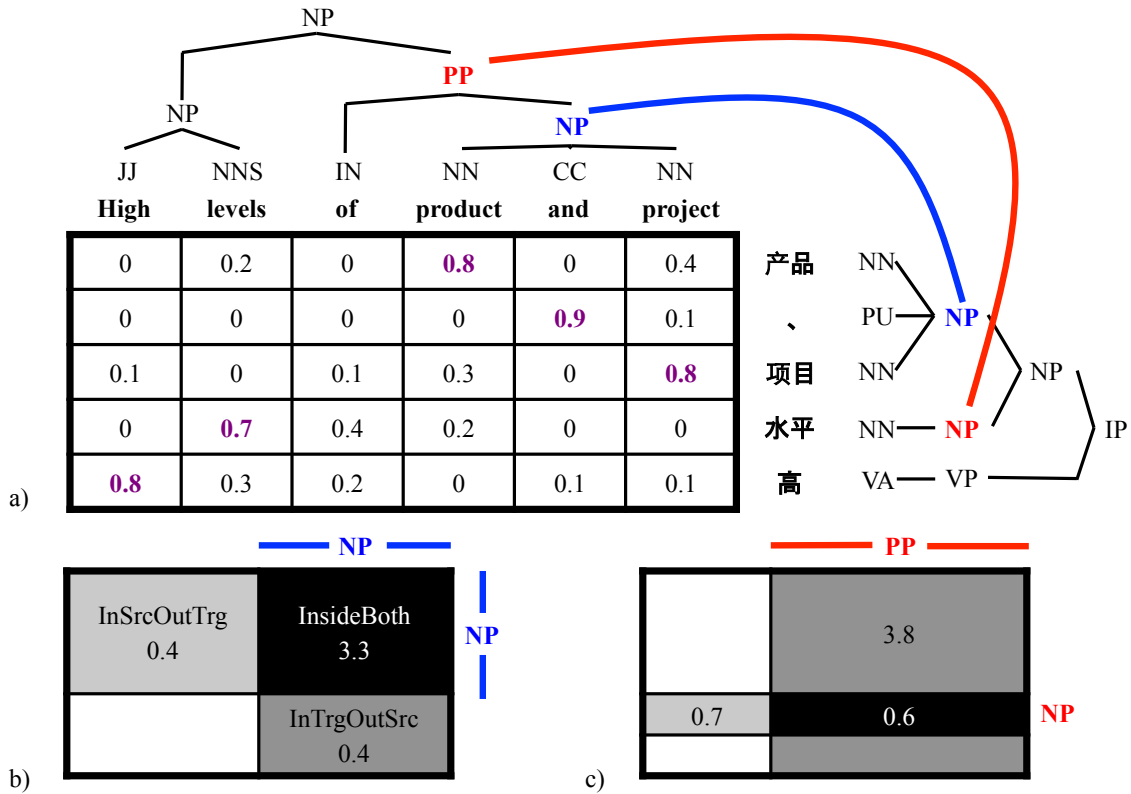 NP
PP
NP
NP
JJ NNS IN NN CC NN
High levels of product and project
0 0.2 0 0.8 0 0.4 产品 NN
0 0 0 0 0.9 0.1 、 PU NP
0.1 0 0.1 0.3 0 0.8 项目 NN NP
0 0.7 0.4 0.2 0 0 水平 NN NP IP
a) 0.8 0.3 0.2 0 0.1 0.1 高 VA VP
NP
InSrcOutTrg InsideBoth
0.4 3.3
NP
InTrgOutSrc
0.4
b)
PP
3.8
0.7 0.6 NP
c)